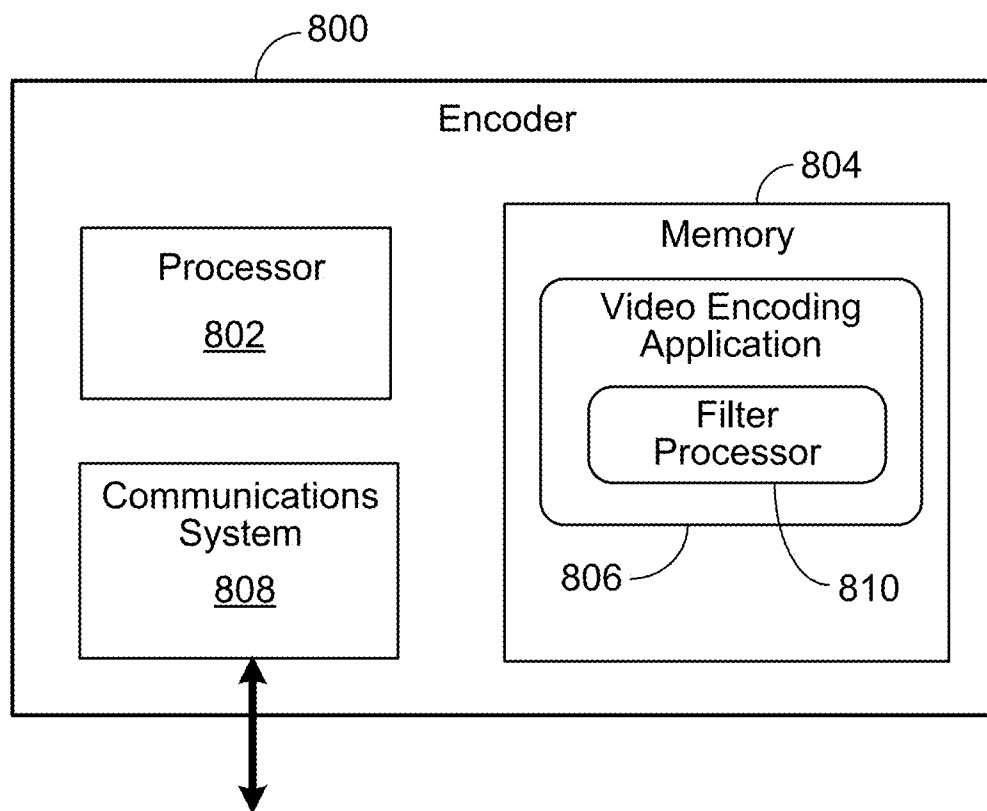 800
Encoder
804
Processor
802
Memory
Video Encoding
Application
Filter
Processor
Communications
System
808
806
810